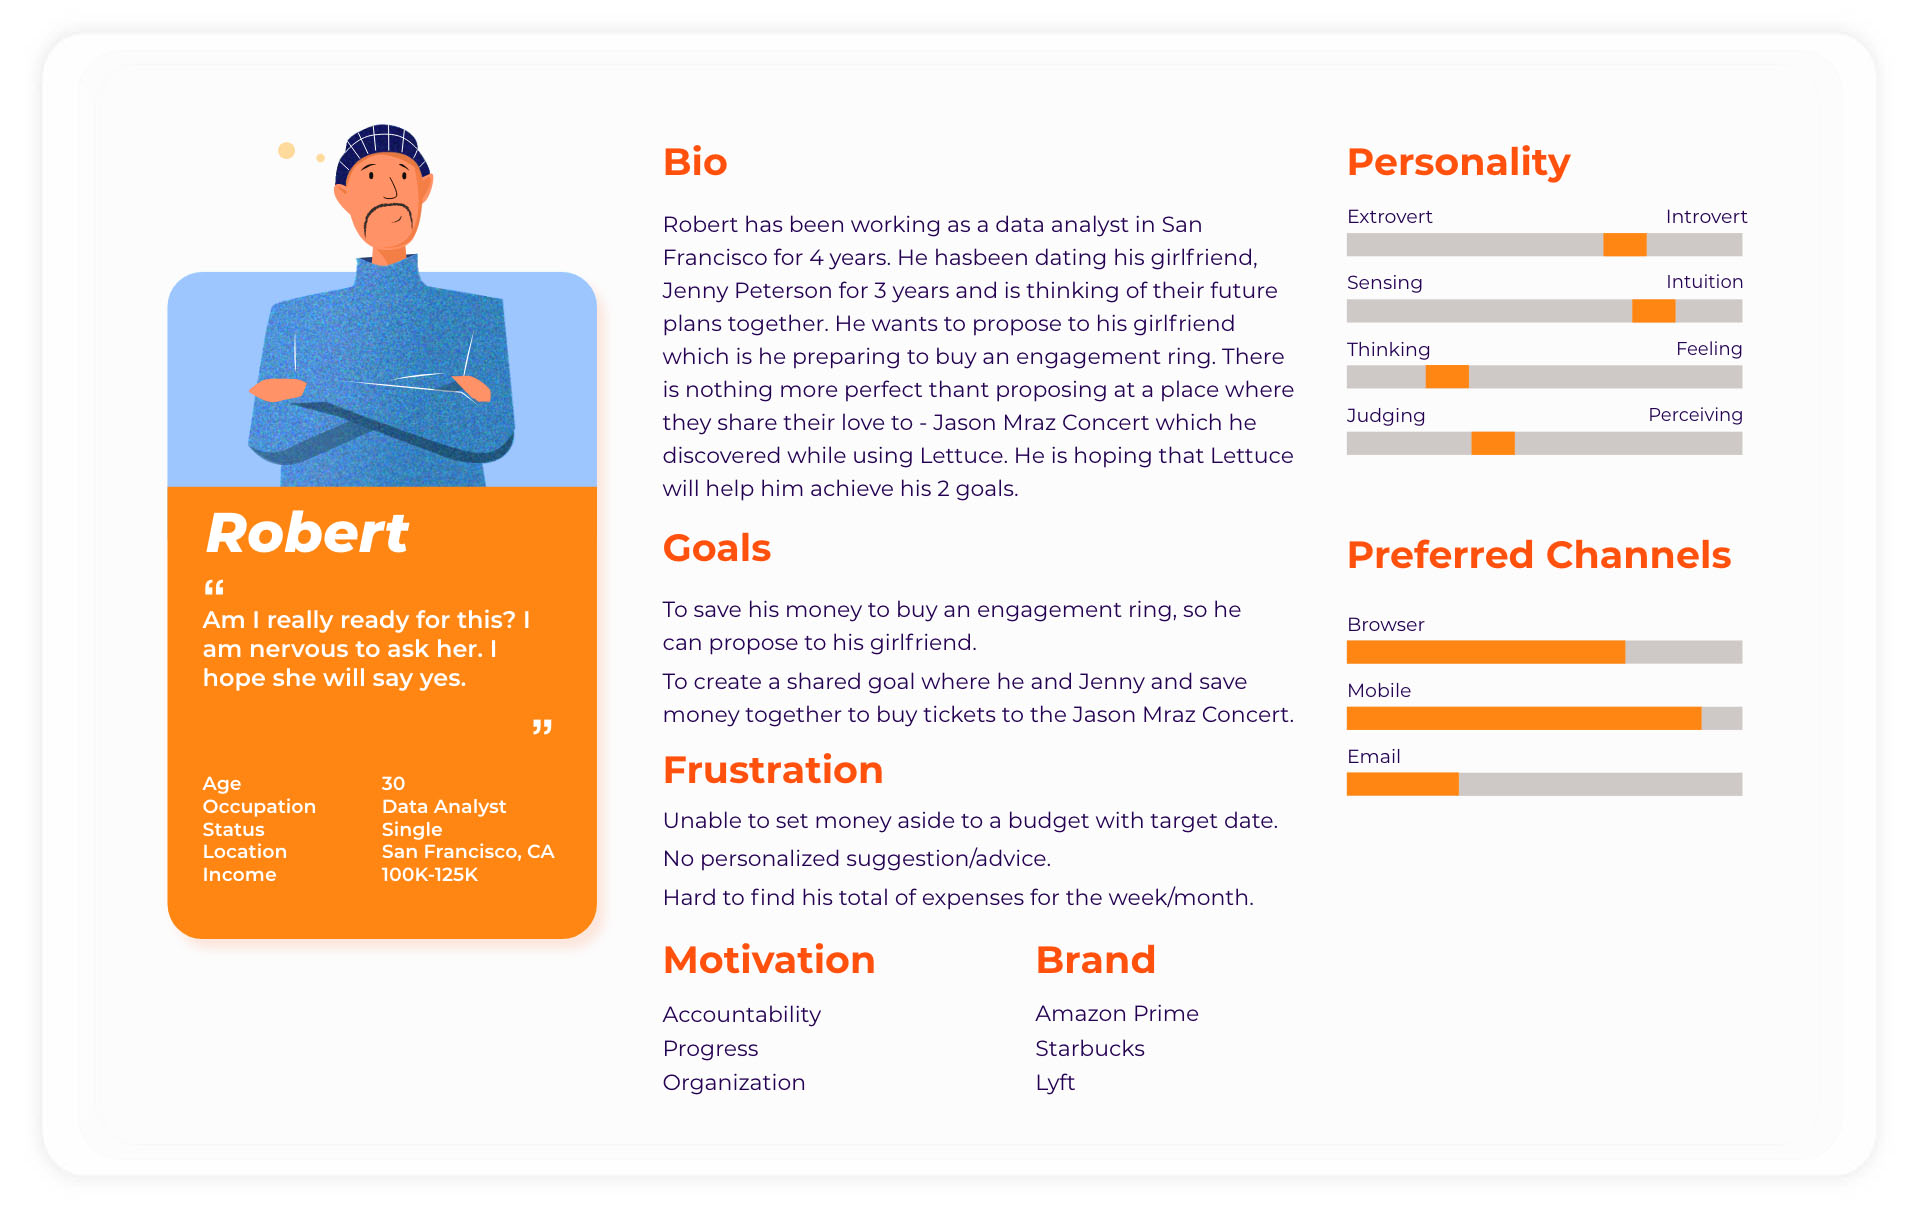 Robert
“
Am I really ready for this? I
am nervous to ask her. I
hope she will say yes.
”
Age 30
Occupation Data Analyst
Status Single
Location San Francisco, CA
Income 100K-125K
Bio
Robert has been working as a data analyst in San
Francisco for 4 years. He hasbeen dating his girlfriend,
Jenny Peterson for 3 years and is thinking of their future
plans together. He wants to propose to his girlfriend
which is he preparing to buy an engagement ring. There
is nothing more perfect thant proposing at a place where
they share their love to - Jason Mraz Concert which he
discovered while using Lettuce. He is hoping that Lettuce
will help him achieve his 2 goals.
Goals
To save his money to buy an engagement ring, so he
can propose to his girlfriend.
To create a shared goal where he and Jenny and save
money together to buy tickets to the Jason Mraz Concert.
Frustration
Unable to set money aside to a budget with target date.
No personalized suggestion/advice.
Hard to find his total of expenses for the week/month.
Motivation
Accountability
Progress
Organization
Brand
Amazon Prime
Starbucks
Lyft
Personality
Extrovert Introvert
Sensing Intuition
Thinking Feeling
Judging Perceiving
Preferred Channels
Browser
Mobile
Email